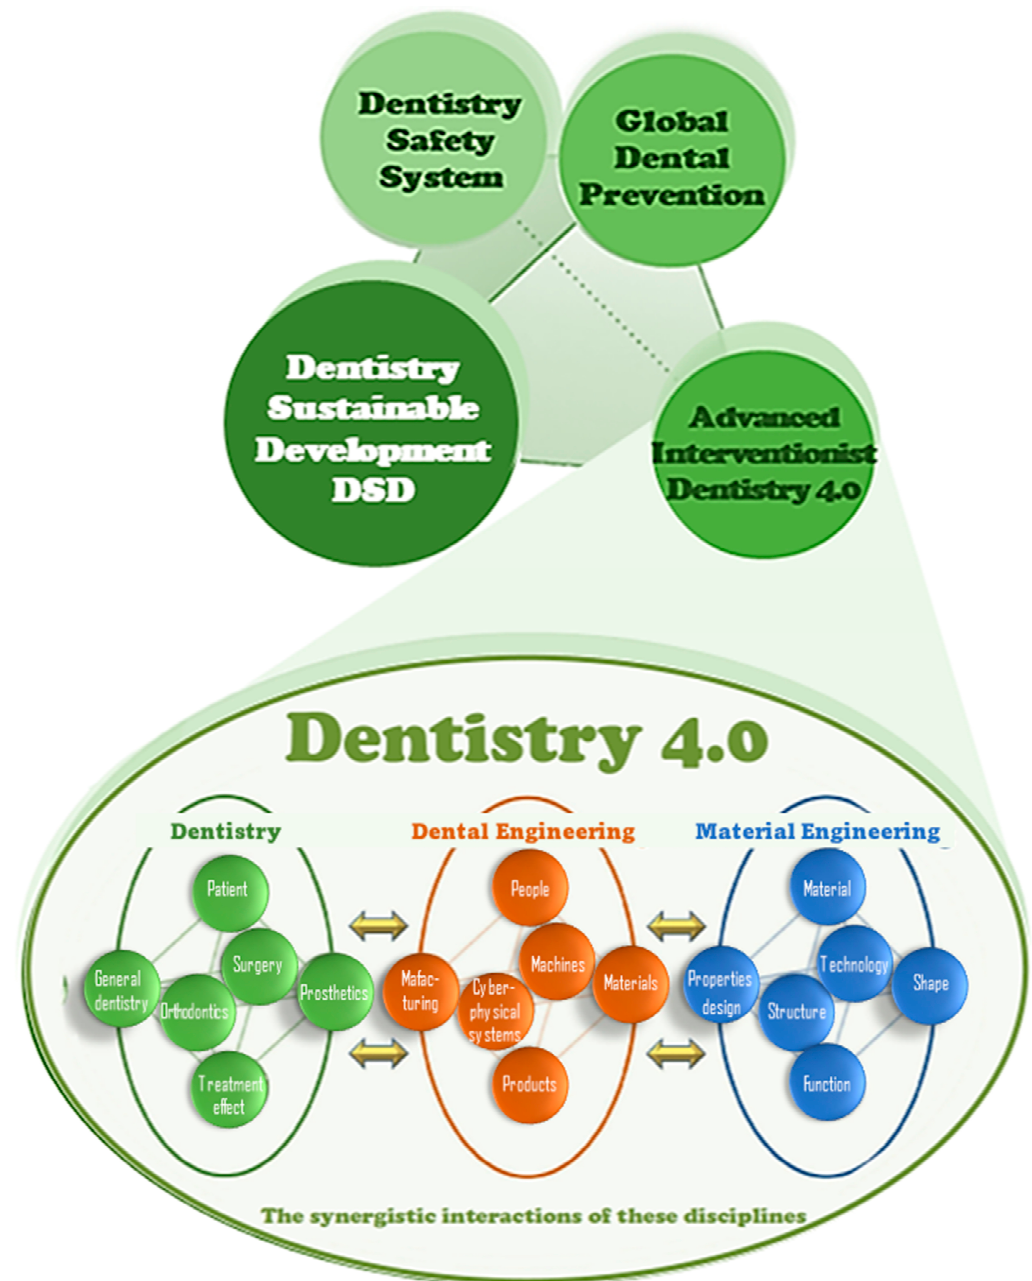 Dentistry
Safety
System
Global
Dental
Prevention
Dentistry
Sustainable
Development
DSD
Advanced
Interventionist
Dentistry 4.0
Dentistry 4.0
Dentistry
Dental Engineering
Material Engineering
Patient
General
dentistry
Surgery
Orthodontics
Prosthetics
Treatment
effect
People
Mafac-
turing
Machines
Cyber-
physical
systems
Materials
Products
Material
Properties
design
Technology
Structure
Shape
Function
The synergistic interactions of these disciplines